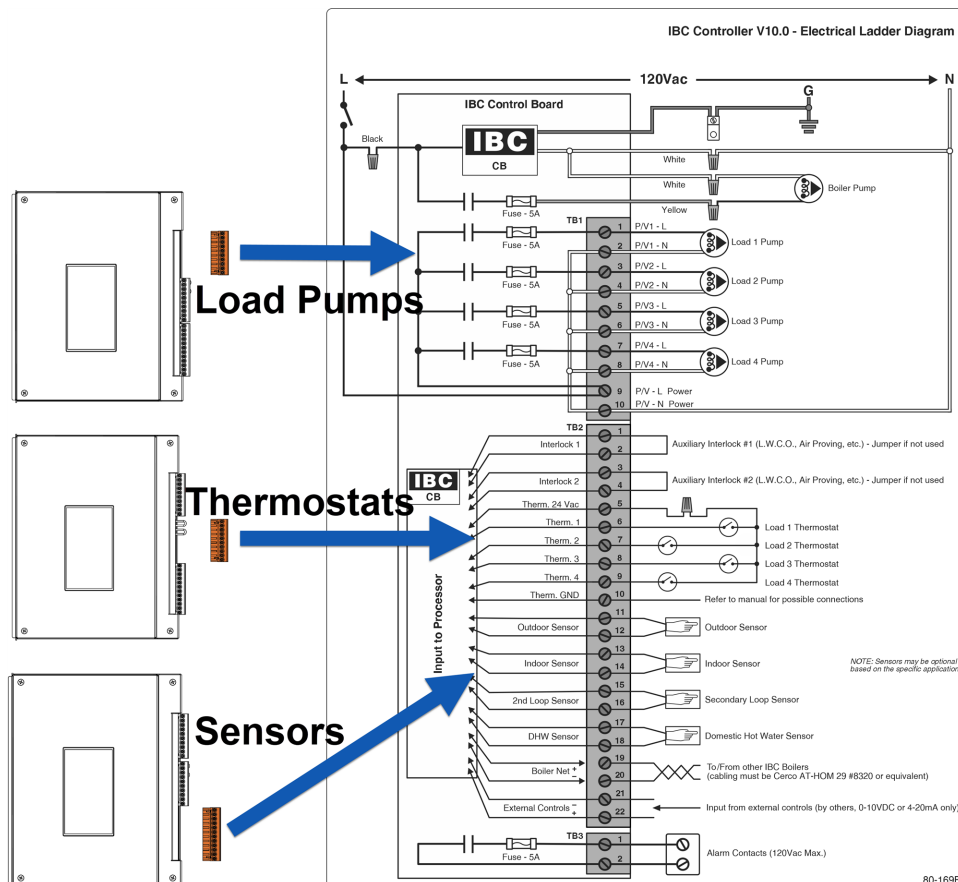 IBC Controller V10.0 - Electrical Ladder Diagram
L
120Vac
N
G
IBC Control Board
Black
IBC
CB
White
White
Boiler Pump
Yellow
Fuse - 5A
TB1
1 P/V1 - L
Fuse - 5A
Load 1 Pump
2 P/V1 - N
3 P/V2 - L
Fuse - 5A
Load 2 Pump
4 P/V2 - N
Load Pumps
5 P/V3 - L
Fuse - 5A
Load 3 Pump
6 P/V3 - N
7 P/V4 - L
Fuse - 5A
Load 4 Pump
8 P/V4 - N
9 P/V - L Power
10 P/V - N Power
TB2
1
Interlock 1
Auxiliary Interlock #1 (L.W.C.O., Air Proving, etc.) - Jumper if not used
2
3
IBC
CB
Interlock 2
Auxiliary Interlock #2 (L.W.C.O., Air Proving, etc.) - Jumper if not used
4
Thermostats
Therm. 24 Vac 5
Therm. 1 6 Load 1 Thermostat
Therm. 2 7 Load 2 Thermostat
Therm. 3 8 Load 3 Thermostat
Therm. 4 9 Load 4 Thermostat
Therm. GND 10 Refer to manual for possible connections
Input to Processor
11
Outdoor Sensor Outdoor Sensor
12
13
Indoor Sensor Indoor Sensor
14
NOTE: Sensors may be optional
based on the specific application
15
2nd Loop Sensor 16 Secondary Loop Sensor
Sensors
17
DHW Sensor Domestic Hot Water Sensor
18
19
Boiler Net + - To/From other IBC Boilers
20 (cabling must be Cerco AT-HOM 29 #8320 or equivalent)
21
External Controls - + Input from external controls (by others, 0-10VDC or 4-20mA only)
22
TB3
1
Fuse - 5A
Alarm Contacts (120Vac Max.)
2